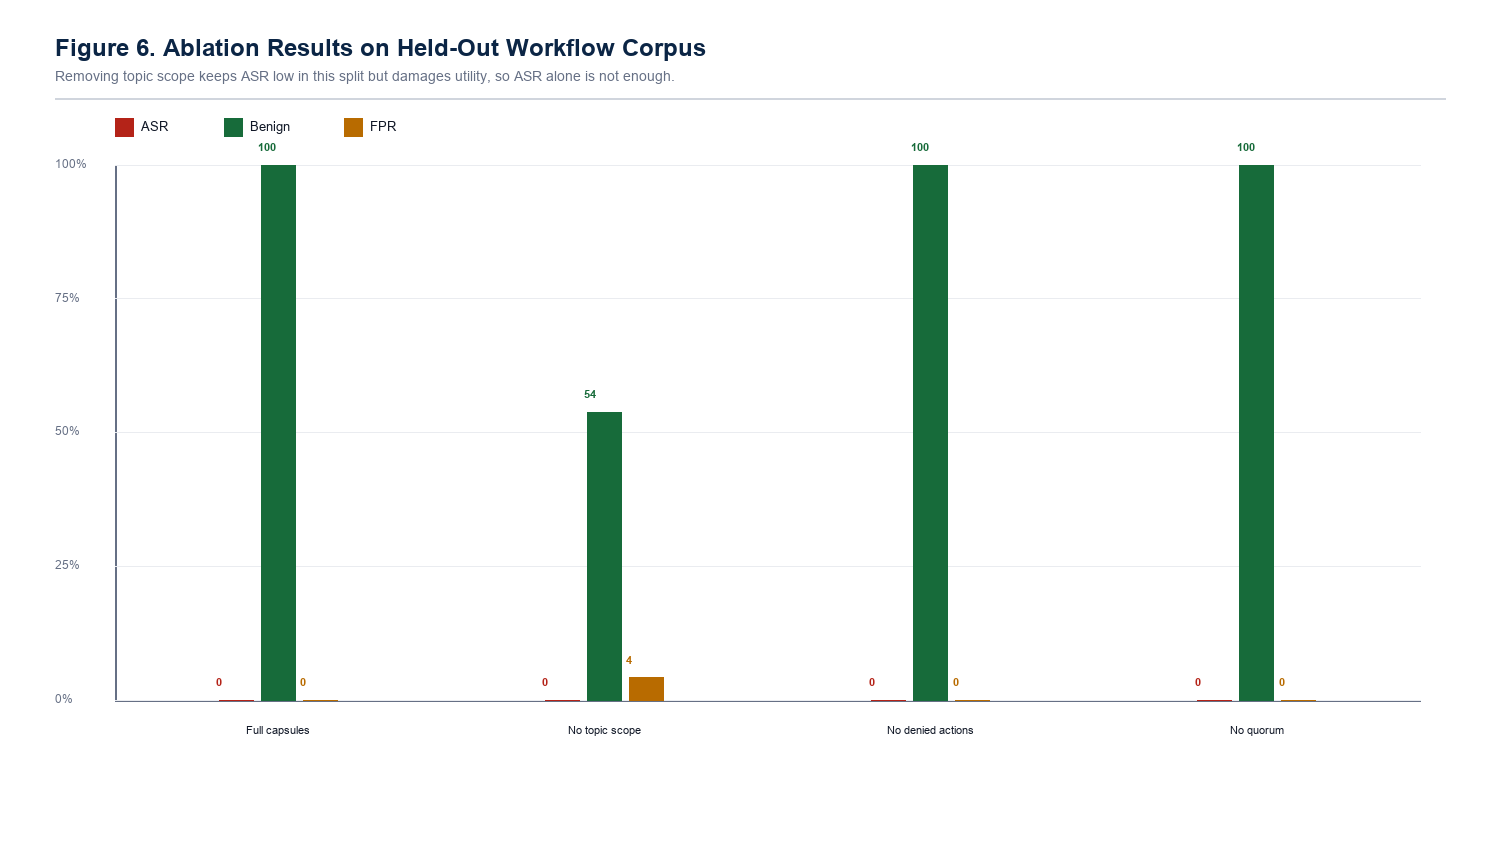 Figure 6. Ablation Results on Held-Out Workflow Corpus
Removing topic scope keeps ASR low in this split but damages utility, so ASR alone is not enough.
ASR Benign FPR
100 100 100
100%
75%
54
50%
25%
4
0 0 0 0 0 0 0
0%
Full capsules No topic scope No denied actions No quorum